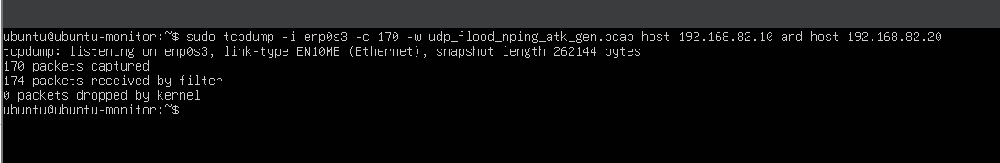 ubuntu@ubuntu-monitor:~$ sudo tcpdump -i enp0s3 -c 170 -w udp_flood_nping_atk_gen.pcap host 192.168.82.10 and host 192.168.82.20
tcpdump: listening on enp0s3, link-type EN10MB (Ethernet), snapshot length 262144 bytes
170 packets captured
174 packets received by filter
0 packets dropped by kernel
ubuntu@ubuntu-monitor:~$